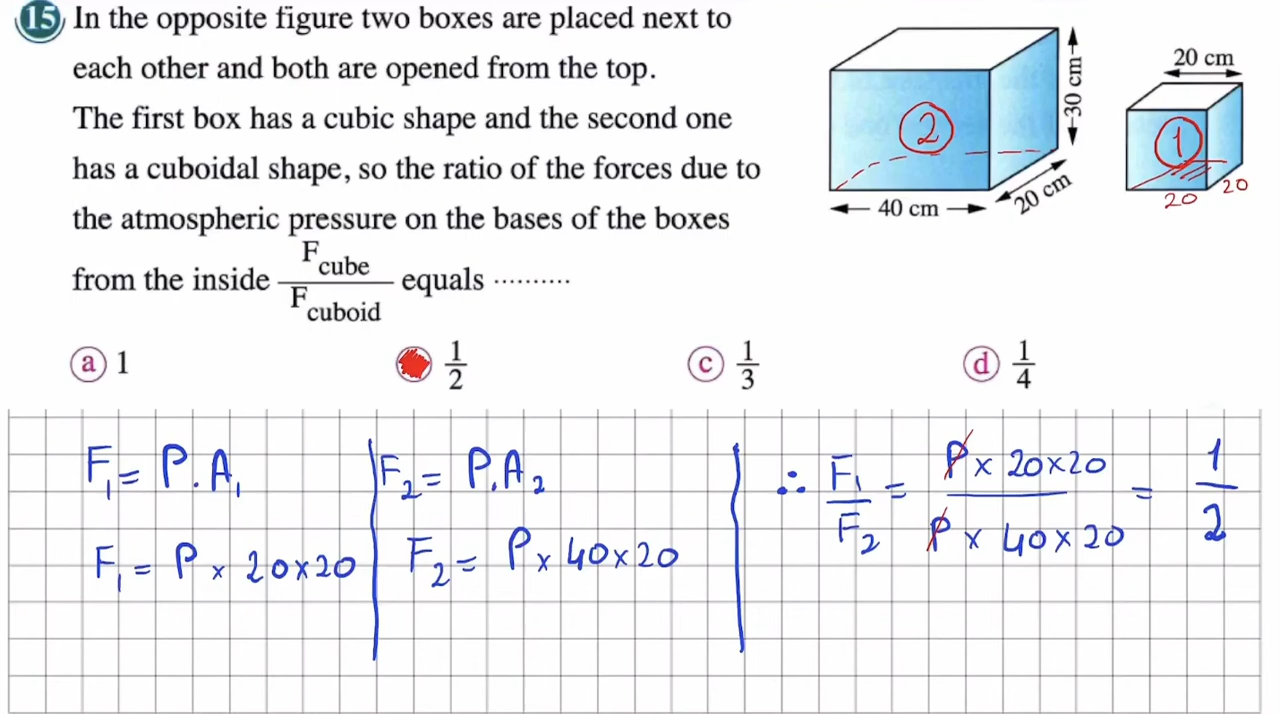 15 In the opposite figure two boxes are placed next to
each other and both are opened from the top.
The first box has a cubic shape and the second one
has a cuboidal shape, so the ratio of the forces due to
the atmospheric pressure on the bases of the boxes
from the inside F_cube / F_cuboid equals ..........
2
30 cm
40 cm
20 cm
20 cm
1
20
20
a 1
1/2
c 1/3
d 1/4
F₁ = P.A₁
F₁ = P × 20×20
F₂ = P.A₂
F₂ = P × 40×20
∴ F₁/F₂ = P × 20×20 / P × 40×20 = 1/2